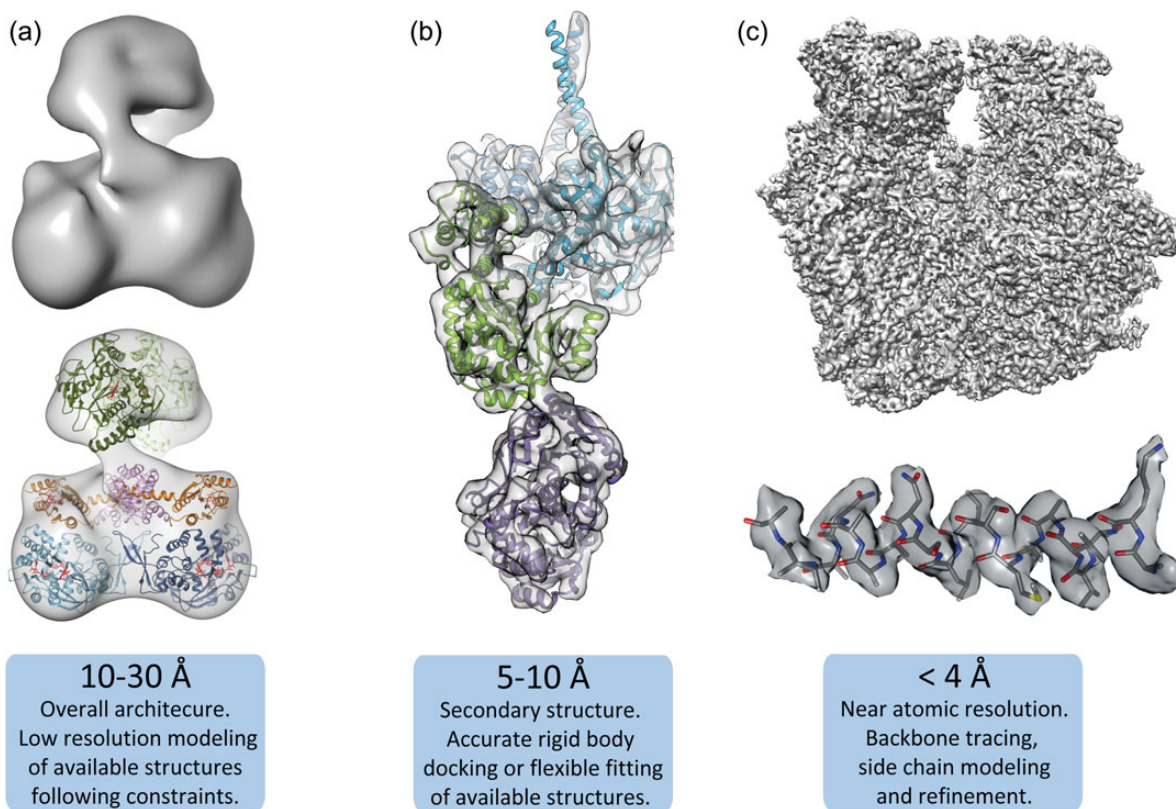 (a)
(b)
(c)
10-30 Å
Overall architecure.
Low resolution modeling
of available structures
following constraints.
5-10 Å
Secondary structure.
Accurate rigid body
docking or flexible fitting
of available structures.
< 4 Å
Near atomic resolution.
Backbone tracing,
side chain modeling
and refinement.